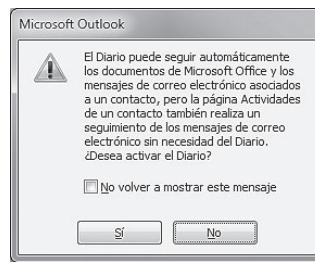 Microsoft Outlook
El Diario puede seguir automáticamente
los documentos de Microsoft Office y los
mensajes de correo electrónico asociados
a un contacto, pero la página Actividades
de un contacto también realiza un
seguimiento de los mensajes de correo
electrónico sin necesidad del Diario.
¿Desea activar el Diario?
No volver a mostrar este mensaje
Sí No